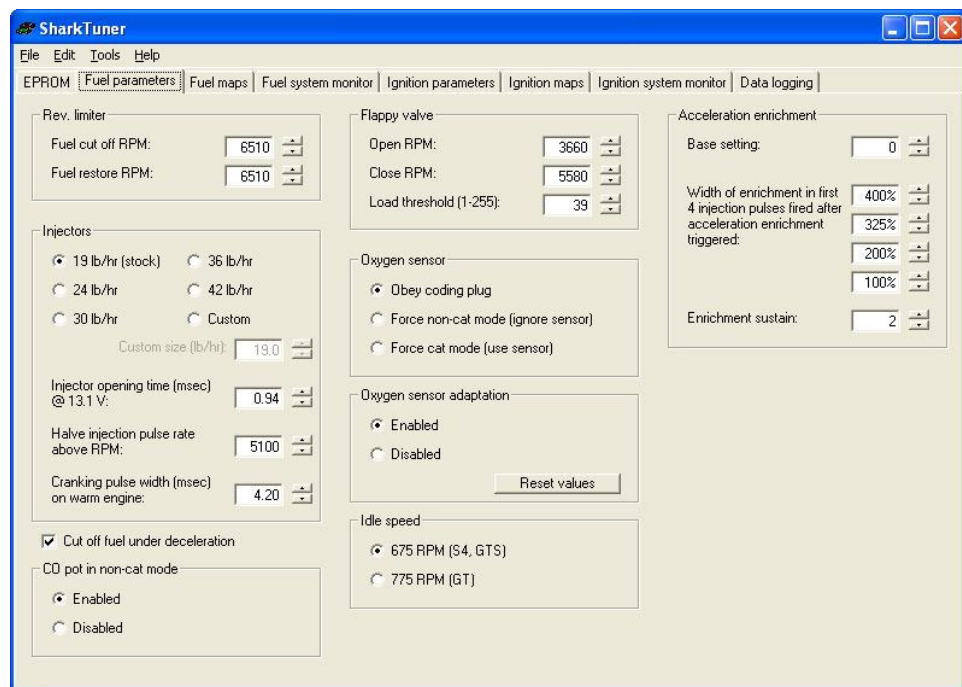 SharkTuner
File Edit Tools Help
EPROM Fuel parameters Fuel maps Fuel system monitor Ignition parameters Ignition maps Ignition system monitor Data logging
Rev. limiter
Fuel cut off RPM: 6510
Fuel restore RPM: 6510
Injectors
19 lb/hr (stock) 36 lb/hr
24 lb/hr 42 lb/hr
30 lb/hr Custom
Custom size (lb/hr): 19.0
Injector opening time (msec)
@ 13.1 V: 0.94
Halve injection pulse rate
above RPM: 5100
Cranking pulse width (msec)
on warm engine: 4.20
Cut off fuel under deceleration
CO pot in non-cat mode
Enabled
Disabled
Flappy valve
Open RPM: 3660
Close RPM: 5580
Load threshold (1-255): 39
Oxygen sensor
Obey coding plug
Force non-cat mode (ignore sensor)
Force cat mode (use sensor)
Oxygen sensor adaptation
Enabled
Disabled
Reset values
Idle speed
675 RPM (S4, GTS)
775 RPM (GT)
Acceleration enrichment
Base setting: 0
Width of enrichment in first 400%
4 injection pulses fired after
acceleration enrichment 325%
triggered:
200%
100%
Enrichment sustain: 2